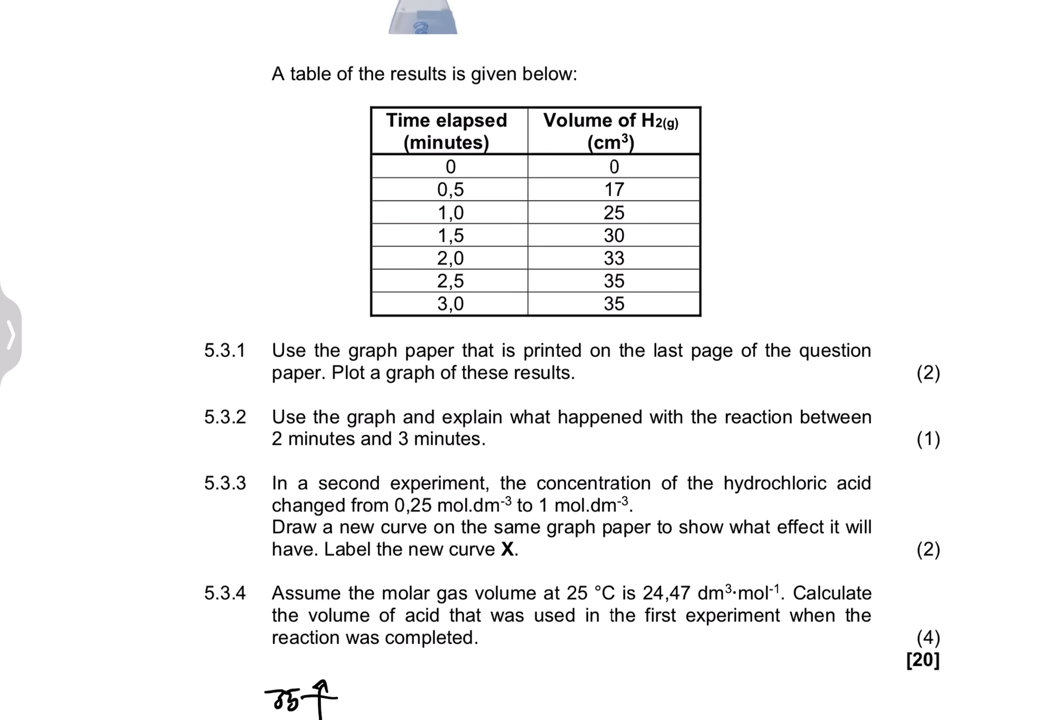 A table of the results is given below:
Time elapsed (minutes) Volume of H2(g) (cm³)
0 0
0,5 17
1,0 25
1,5 30
2,0 33
2,5 35
3,0 35
5.3.1 Use the graph paper that is printed on the last page of the question
paper. Plot a graph of these results. (2)
5.3.2 Use the graph and explain what happened with the reaction between
2 minutes and 3 minutes. (1)
5.3.3 In a second experiment, the concentration of the hydrochloric acid
changed from 0,25 mol.dm⁻³ to 1 mol.dm⁻³.
Draw a new curve on the same graph paper to show what effect it will
have. Label the new curve X. (2)
5.3.4 Assume the molar gas volume at 25 °C is 24,47 dm³·mol⁻¹. Calculate
the volume of acid that was used in the first experiment when the
reaction was completed. (4)
[20]
35